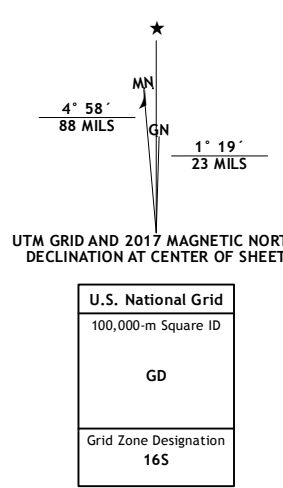 ★
MN
4° 58´
88 MILS
GN
1° 19´
23 MILS
UTM GRID AND 2017 MAGNETIC NORT
DECLINATION AT CENTER OF SHEET
U.S. National Grid
100,000-m Square ID
GD
Grid Zone Designation
16S